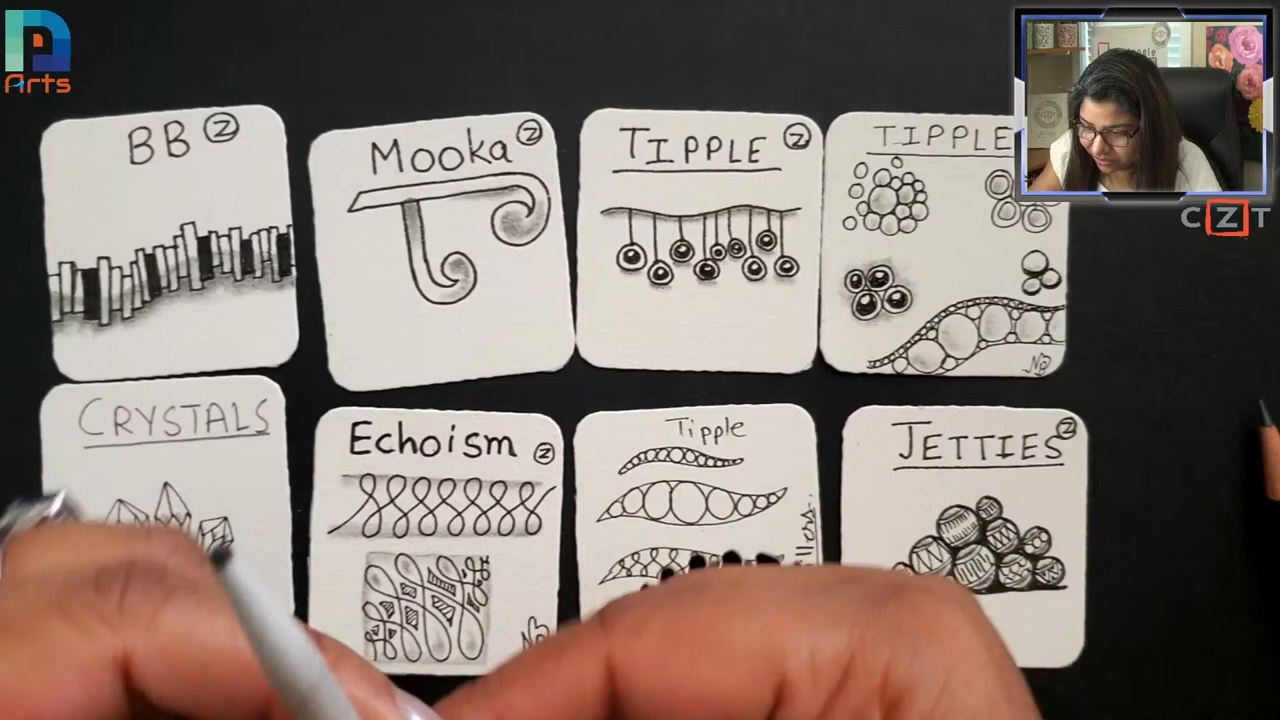 Arts
BB Z
Mooka Z
TIPPLE Z
TIPPLE
CZT
CRYSTALS
Echoism Z
Tipple
JETTIES Z